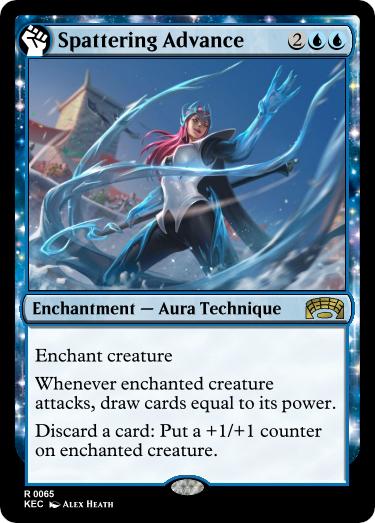 Spattering Advance 2
Enchantment — Aura Technique
Enchant creature
Whenever enchanted creature
attacks, draw cards equal to its power.
Discard a card: Put a +1/+1 counter
on enchanted creature.
R 0065
KEC Alex Heath